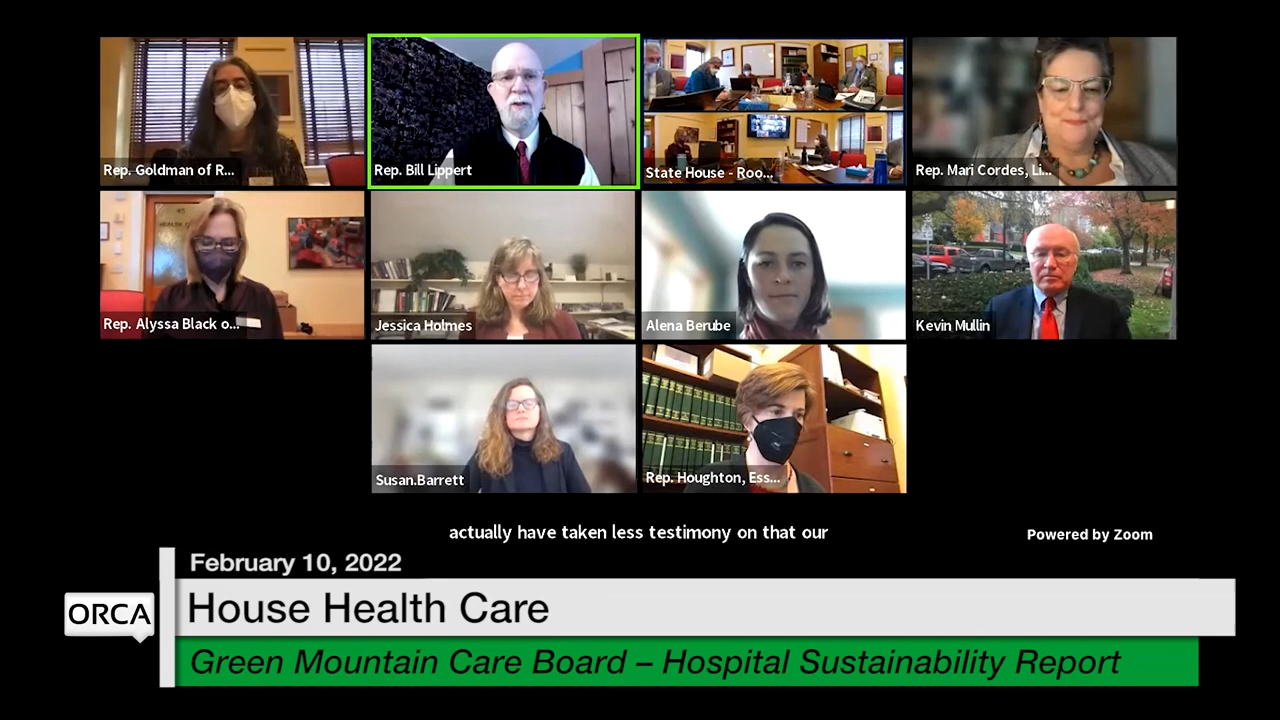 Rep. Goldman of R...
Rep. Bill Lippert
State House - Roo...
Rep. Mari Cordes, Li...
Rep. Alyssa Black o...
Jessica Holmes
Alena Berube
Kevin Mullin
Susan.Barrett
Rep. Houghton, Ess...
actually have taken less testimony on that our
Powered by Zoom
February 10, 2022
ORCA
House Health Care
Green Mountain Care Board – Hospital Sustainability Report